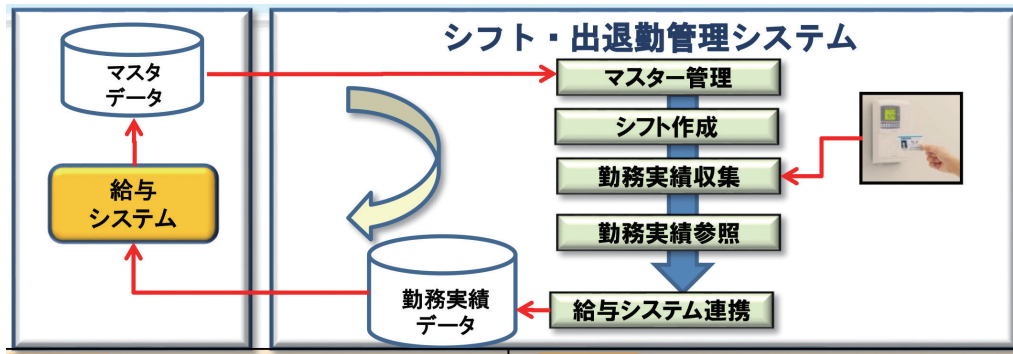 シフト・出退勤管理システム
マスタ
データ
マスター管理
シフト作成
給与
システム
勤務実績収集
勤務実績参照
勤務実績
データ
給与システム連携